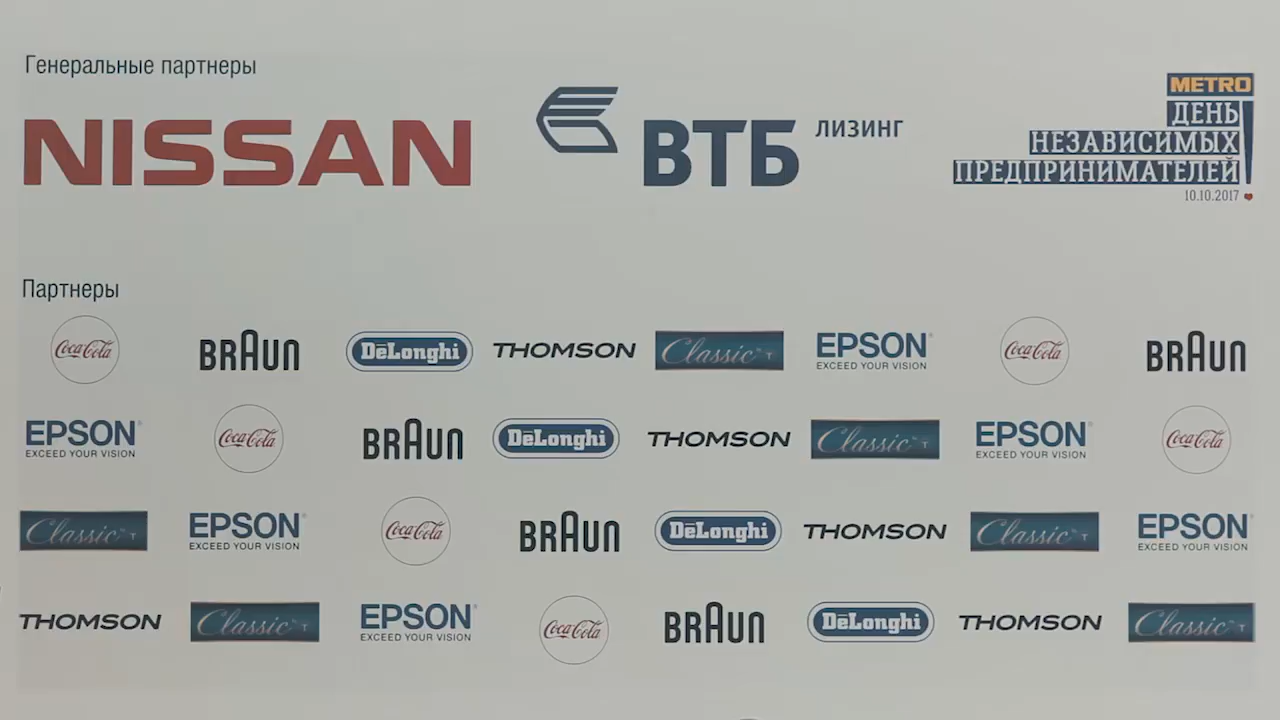 Генеральные партнеры
NISSAN
ВТБ ЛИЗИНГ
METRO
ДЕНЬ
НЕЗАВИСИМЫХ
ПРЕДПРИНИМАТЕЛЕЙ!
10.10.2017
Партнеры
Coca-Cola BRAUN DeLonghi THOMSON Classic T EPSON Coca-Cola BRAUN
EXCEED YOUR VISION
EPSON Coca-Cola BRAUN DeLonghi THOMSON Classic T EPSON Coca-Cola
EXCEED YOUR VISION EXCEED YOUR VISION
Classic T EPSON Coca-Cola BRAUN DeLonghi THOMSON Classic T EPSON
EXCEED YOUR VISION EXCEED YOUR VISION
THOMSON Classic T EPSON Coca-Cola BRAUN DeLonghi THOMSON Classic T
EXCEED YOUR VISION